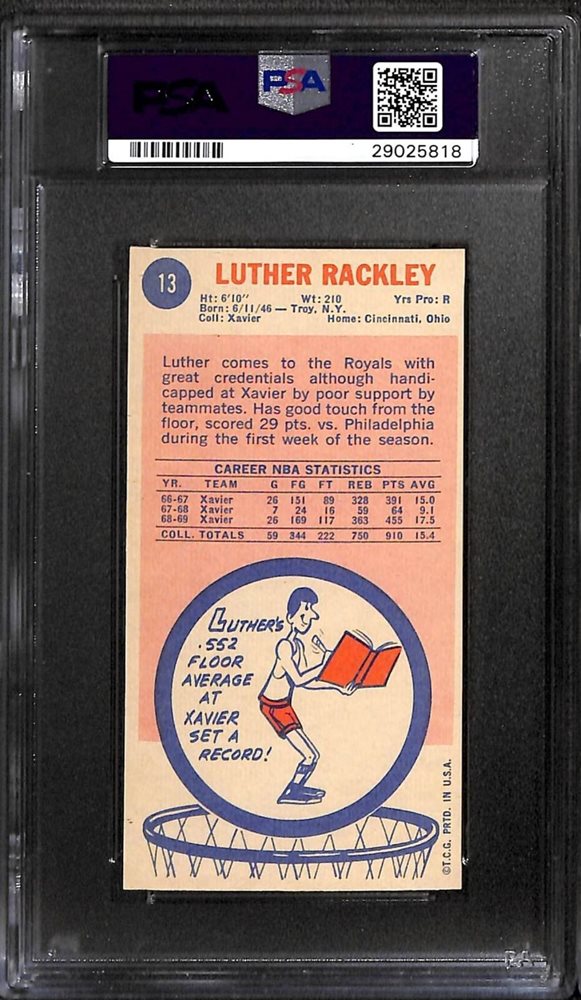 PSA PSA
29025818
13 LUTHER RACKLEY
Ht: 6'10" Wt: 210 Yrs Pro: R
Born: 6/11/46 — Troy, N.Y.
Coll: Xavier Home: Cincinnati, Ohio
Luther comes to the Royals with
great credentials although handi-
capped at Xavier by poor support by
teammates. Has good touch from the
floor, scored 29 pts. vs. Philadelphia
during the first week of the season.
CAREER NBA STATISTICS
YR. TEAM G FG FT REB PTS AVG
66-67 Xavier 26 151 89 328 391 15.0
67-68 Xavier 7 24 16 59 64 9.1
68-69 Xavier 26 169 117 363 455 17.5
COLL. TOTALS 59 344 222 750 910 15.4
LUTHER'S
.552
FLOOR
AVERAGE
AT
XAVIER
SET A
RECORD!
©T.C.G. PRTD. IN U.S.A.